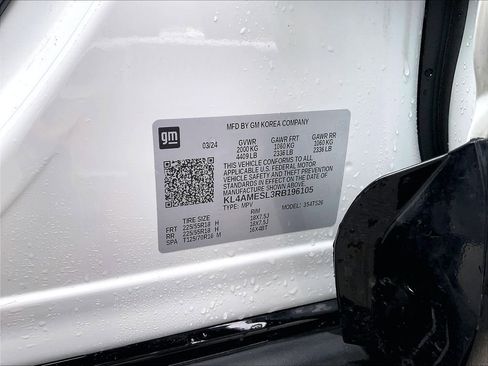 gm
MFD BY GM KOREA COMPANY
03/24 GVWR GAWR FRT GAWR RR
2000 KG 1060 KG 1060 KG
4409 LB 2336 LB 2336 LB
THIS VEHICLE CONFORMS TO ALL
APPLICABLE U.S. FEDERAL MOTOR
VEHICLE SAFETY, BUMPER, AND
THEFT PREVENTION STANDARDS IN
EFFECT ON THE DATE OF
MANUFACTURE SHOWN ABOVE.
KL4AMESL3RB196105
TYPE: MPV MODEL:
TIRE SIZE RIM
FRT 225/55R18 H 18X7.5J
RR 225/55R18 H 18X7.5J
SPA T125/70R16 M 16X4BT